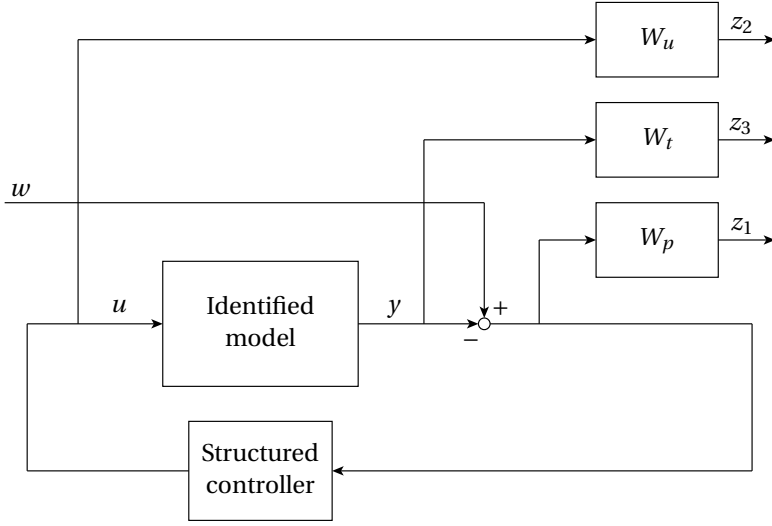 W_u
z_2
W_t
z_3
w
W_p
z_1
u
Identified
model
y
+
−
Structured
controller